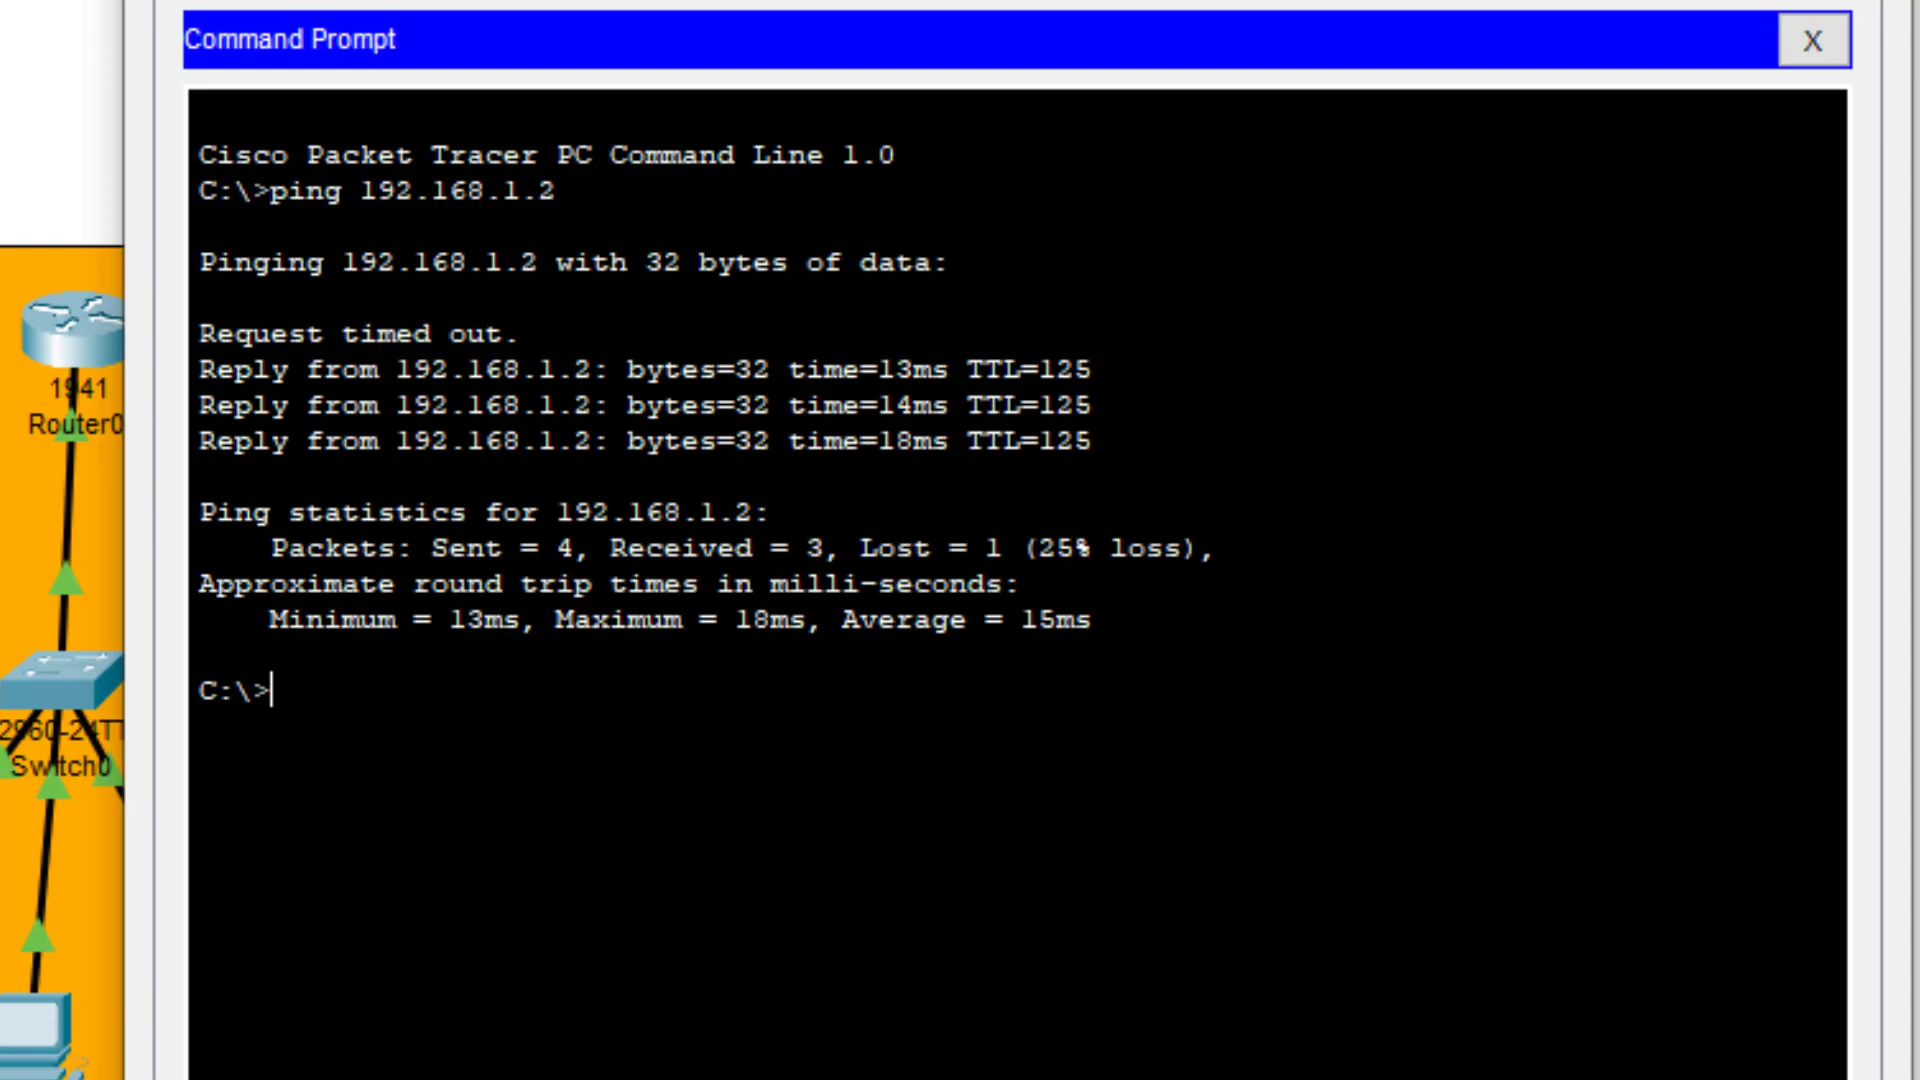 Command Prompt
X
Cisco Packet Tracer PC Command Line 1.0
C:\>ping 192.168.1.2
Pinging 192.168.1.2 with 32 bytes of data:
Request timed out.
Reply from 192.168.1.2: bytes=32 time=13ms TTL=125
Reply from 192.168.1.2: bytes=32 time=14ms TTL=125
Reply from 192.168.1.2: bytes=32 time=18ms TTL=125
Ping statistics for 192.168.1.2:
Packets: Sent = 4, Received = 3, Lost = 1 (25% loss),
Approximate round trip times in milli-seconds:
Minimum = 13ms, Maximum = 18ms, Average = 15ms
C:\>
1941
Router0
2960-24TT
Switch0